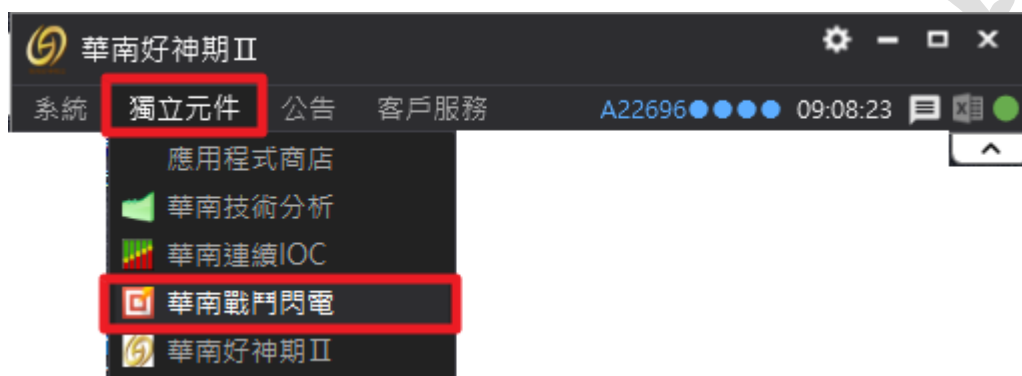 華南好神期Ⅱ
系統 獨立元件 公告 客戶服務 A22696●●●● 09:08:23
應用程式商店
華南技術分析
華南連續IOC
華南戰鬥閃電
華南好神期Ⅱ